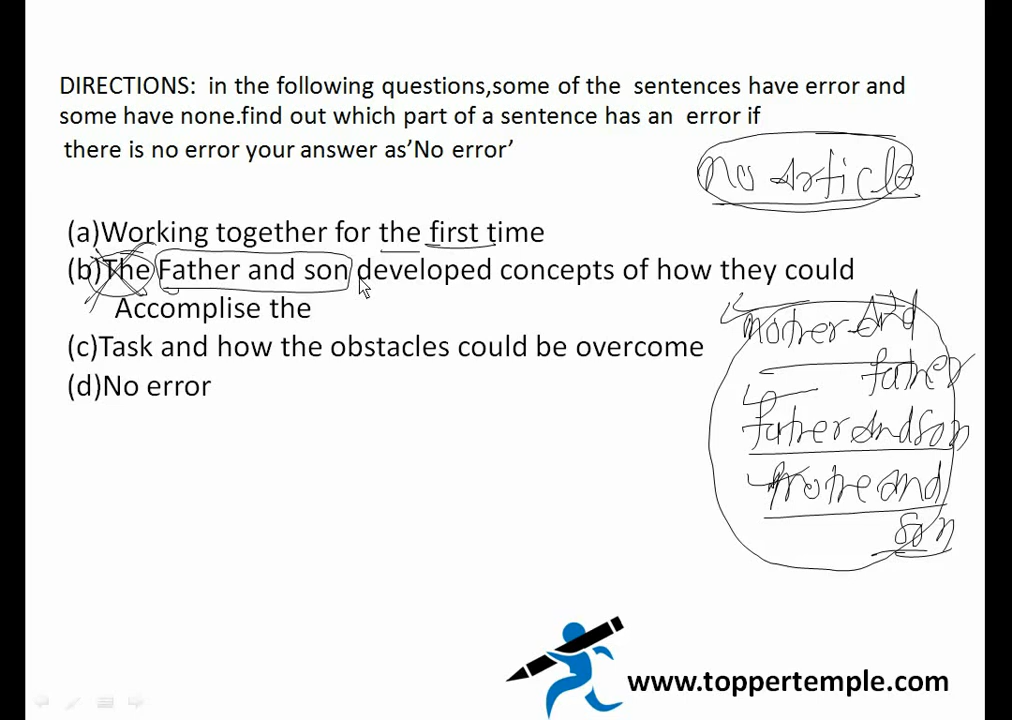 DIRECTIONS: in the following questions,some of the sentences have error and
some have none.find out which part of a sentence has an error if
there is no error your answer as’No error’
No Article
(a)Working together for the first time
(b)The Father and son developed concepts of how they could
Accomplise the
(c)Task and how the obstacles could be overcome
(d)No error
mother And
father
father and son
and
son
www.toppertemple.com